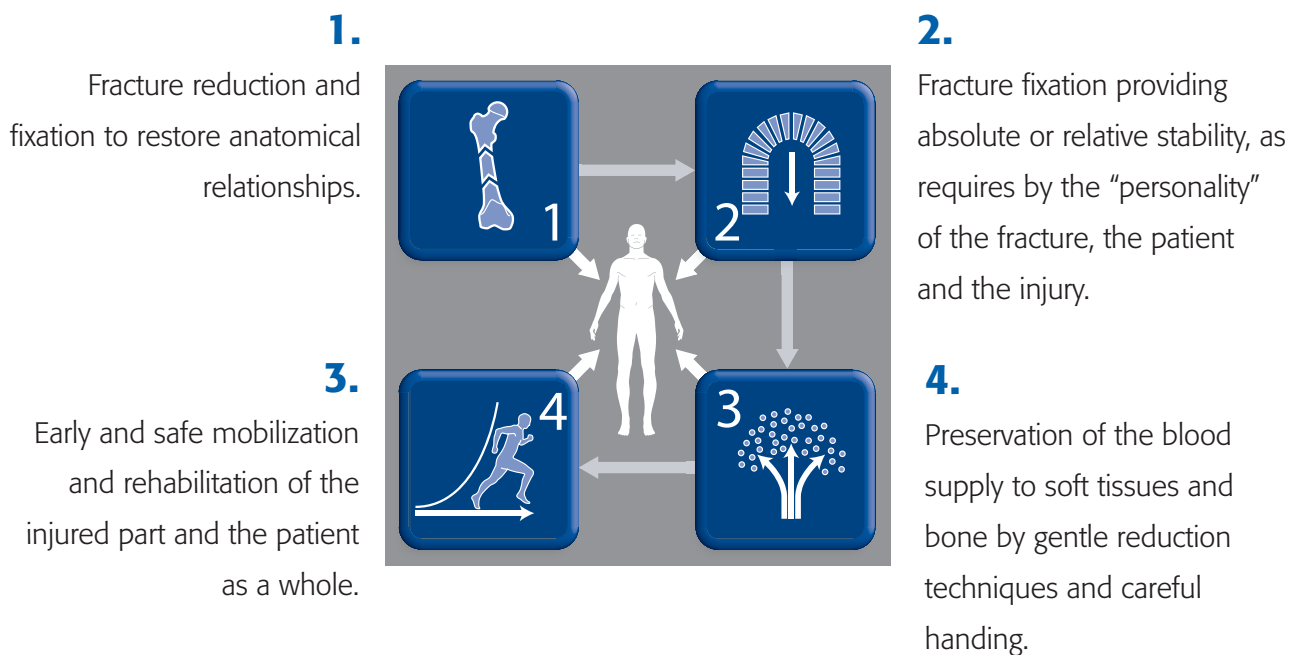 1.
Fracture reduction and
fixation to restore anatomical
relationships.
2.
Fracture fixation providing
absolute or relative stability, as
requires by the “personality”
of the fracture, the patient
and the injury.
1
2
4
3
3.
Early and safe mobilization
and rehabilitation of the
injured part and the patient
as a whole.
4.
Preservation of the blood
supply to soft tissues and
bone by gentle reduction
techniques and careful
handing.